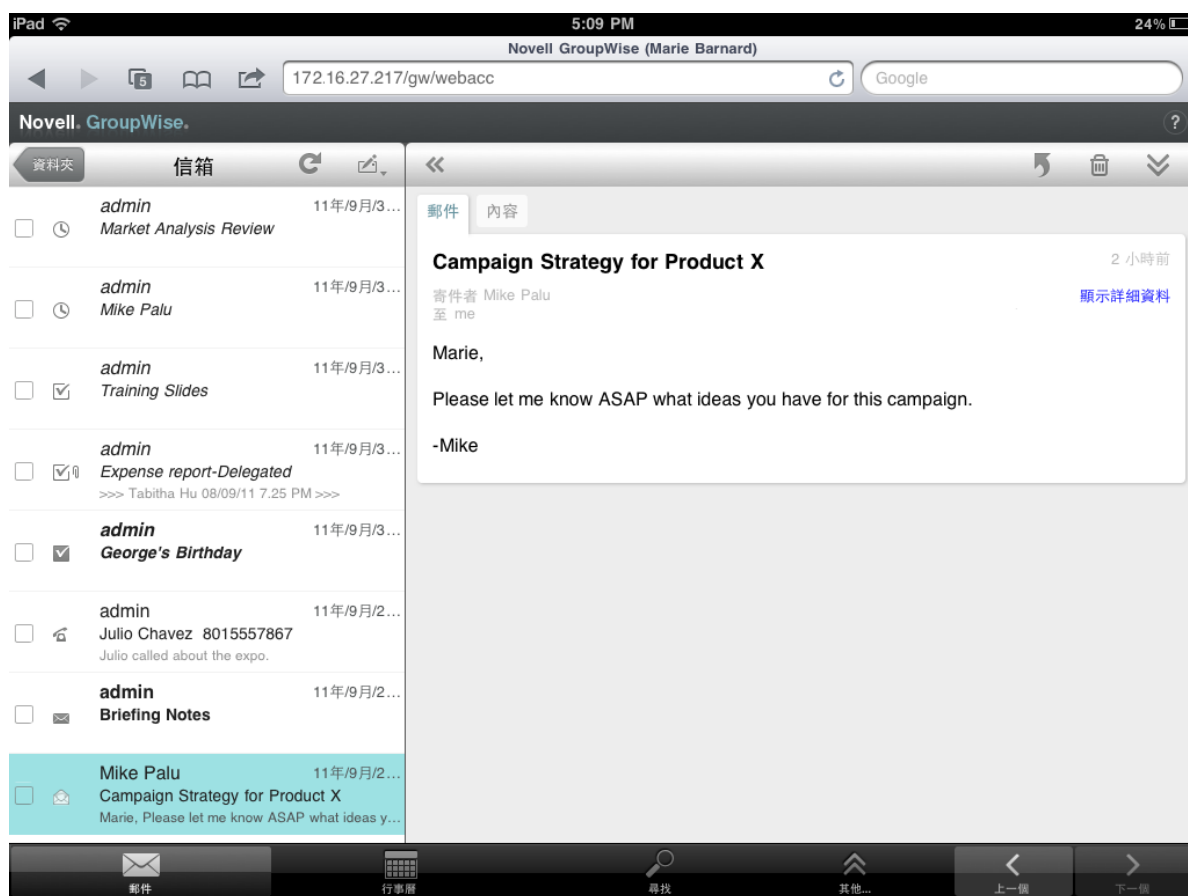 iPad 5:09 PM 24%
Novell GroupWise (Marie Barnard)
5 172.16.27.217/gw/webacc Google
Novell. GroupWise. ?
資料夾 信箱
admin 11年/9月/3...
Market Analysis Review
admin 11年/9月/3...
Mike Palu
admin 11年/9月/3...
Training Slides
admin 11年/9月/3...
Expense report-Delegated
>>> Tabitha Hu 08/09/11 7.25 PM >>>
admin 11年/9月/3...
George's Birthday
admin 11年/9月/2...
Julio Chavez 8015557867
Julio called about the expo.
admin 11年/9月/2...
Briefing Notes
Mike Palu 11年/9月/2...
Campaign Strategy for Product X
Marie, Please let me know ASAP what ideas y...
郵件 內容
Campaign Strategy for Product X 2 小時前
寄件者 Mike Palu 顯示詳細資料
至 me
Marie,
Please let me know ASAP what ideas you have for this campaign.
-Mike
郵件 行事曆 尋找 其他... 上一個 下一個